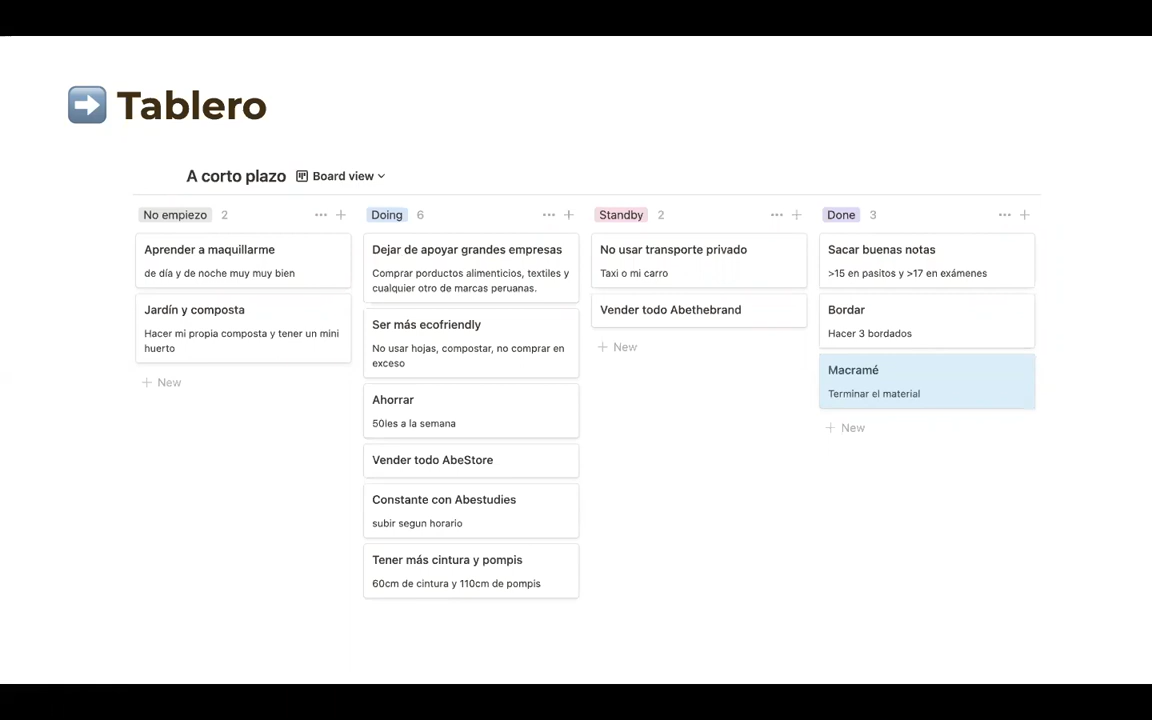 Tablero
A corto plazo Board view
No empiezo 2
Aprender a maquillarme
de día y de noche muy muy bien
Jardín y composta
Hacer mi propia composta y tener un mini
huerto
New
Doing 6
Dejar de apoyar grandes empresas
Comprar porductos alimenticios, textiles y
cualquier otro de marcas peruanas.
Ser más ecofriendly
No usar hojas, compostar, no comprar en
exceso
Ahorrar
50les a la semana
Vender todo AbeStore
Constante con Abestudies
subir segun horario
Tener más cintura y pompis
60cm de cintura y 110cm de pompis
Standby 2
No usar transporte privado
Taxi o mi carro
Vender todo Abethebrand
New
Done 3
Sacar buenas notas
>15 en pasitos y >17 en exámenes
Bordar
Hacer 3 bordados
Macramé
Terminar el material
New